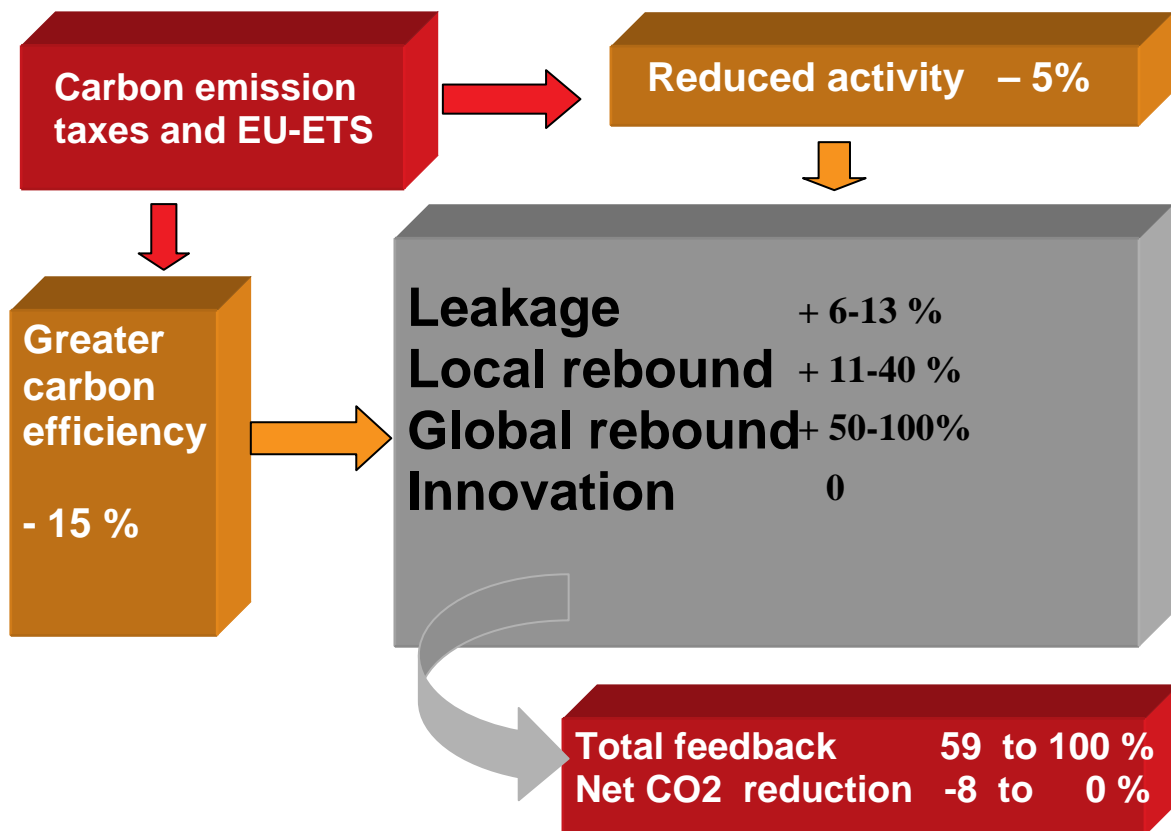 Carbon emission
taxes and EU-ETS
Reduced activity – 5%
Greater
carbon
efficiency
- 15 %
Leakage + 6-13 %
Local rebound + 11-40 %
Global rebound + 50-100%
Innovation 0
Total feedback 59 to 100 %
Net CO2 reduction -8 to 0 %